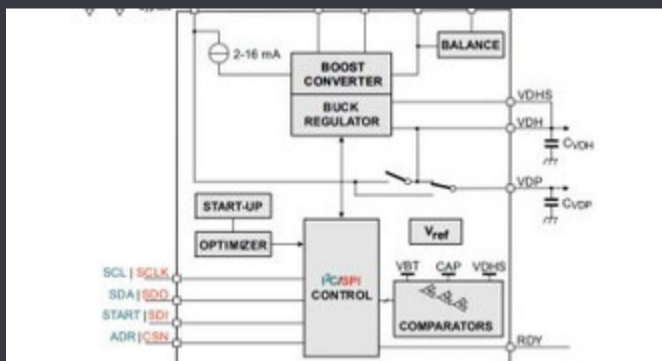 2-16 mA
BALANCE
BOOST
CONVERTER
BUCK
REGULATOR
VDHS
VDH
CVDH
VDP
CVDP
START-UP
OPTIMIZER
Vref
I²C/SPI
CONTROL
VBT CAP VDHS
COMPARATORS
SCL | SCLK
SDA | SDO
START | SDI
ADR | CSN
RDY